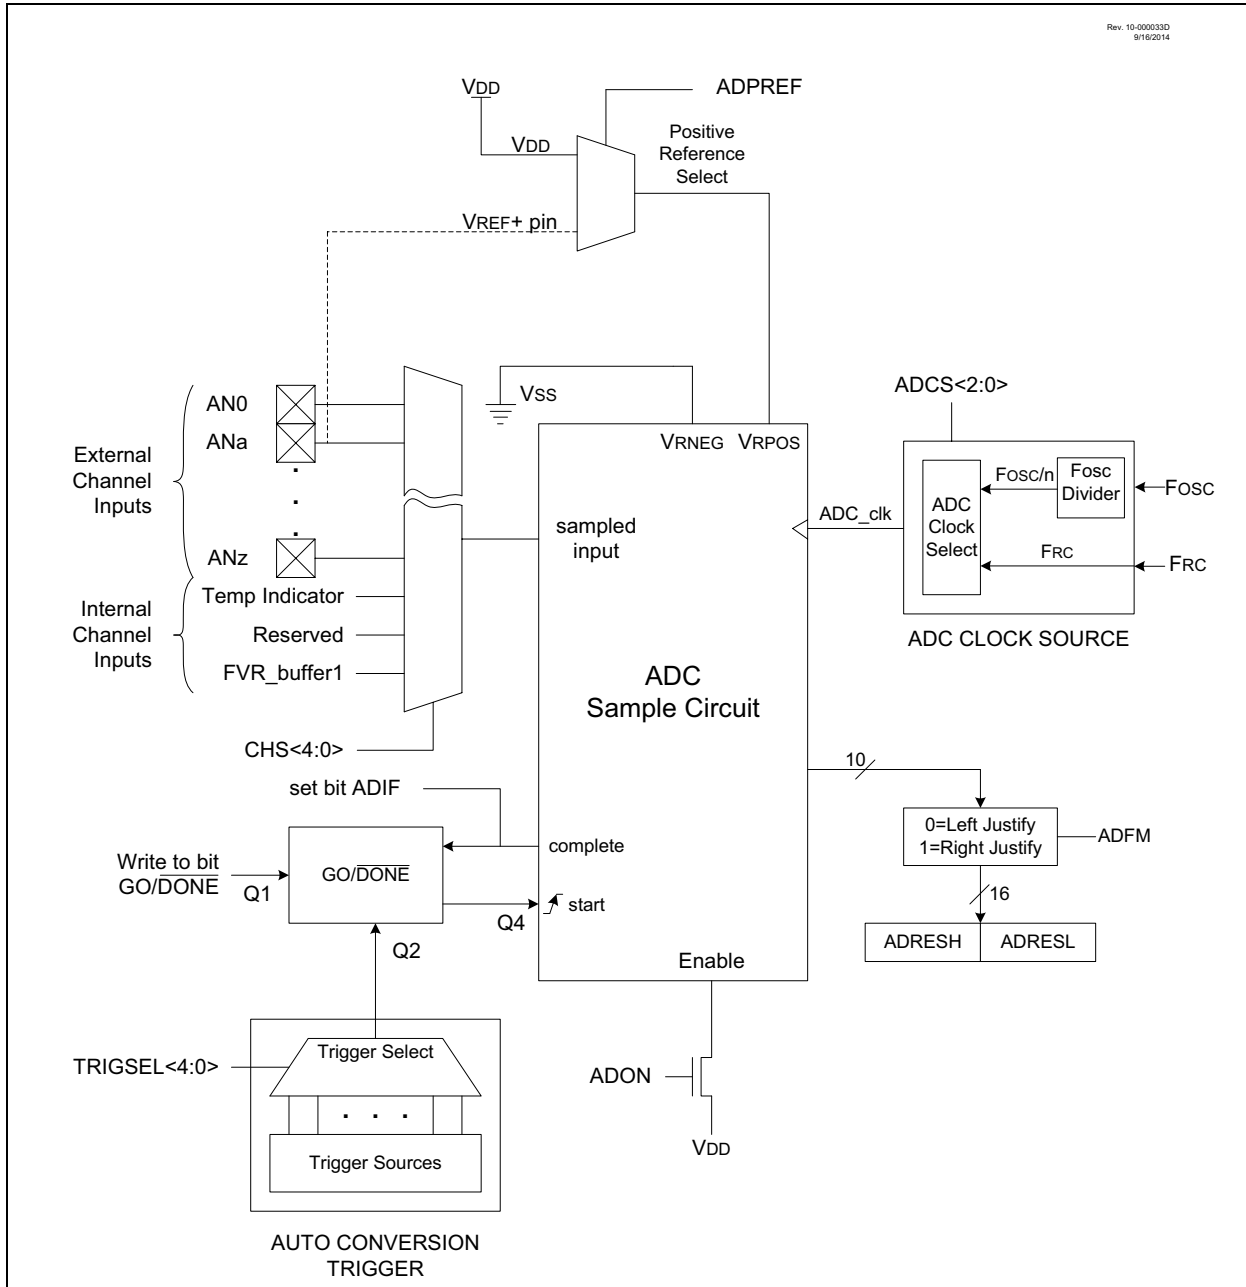 Rev. 10-000033D
9/16/2014
VDD
ADPREF
VDD
Positive
Reference
Select
VREF+ pin
VSS
ADCS<2:0>
AN0
ANa
External
Channel
Inputs
ANz
VRNEG
VRPOS
sampled
input
ADC_clk
ADC
Clock
Select
FOSC/n
Fosc
Divider
FOSC
FRC
FRC
ADC CLOCK SOURCE
Internal
Channel
Inputs
Temp Indicator
Reserved
FVR_buffer1
ADC
Sample Circuit
CHS<4:0>
set bit ADIF
10
0=Left Justify
1=Right Justify
ADFM
16
ADRESH
ADRESL
complete
Write to bit
GO/DONE
Q1
GO/DONE
Q4
start
Q2
Enable
TRIGSEL<4:0>
Trigger Select
. . .
Trigger Sources
ADON
VDD
AUTO CONVERSION
TRIGGER